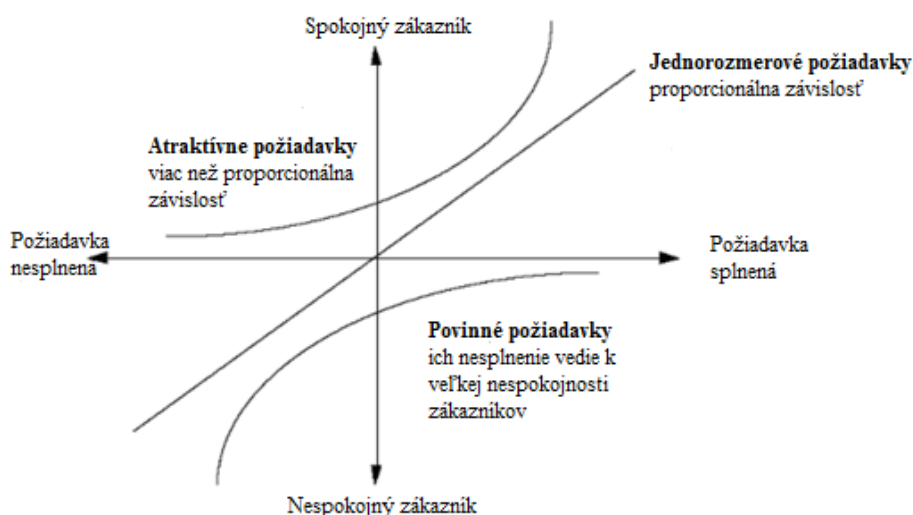 Spokojný zákazník
Jednorozmerové požiadavky
proporcionálna závislosť
Atraktívne požiadavky
viac než proporcionálna
závislosť
Požiadavka
nesplnená
Požiadavka
splnená
Povinné požiadavky
ich nesplnenie vedie k
veľkej nespokojnosti
zákazníkov
Nespokojný zákazník